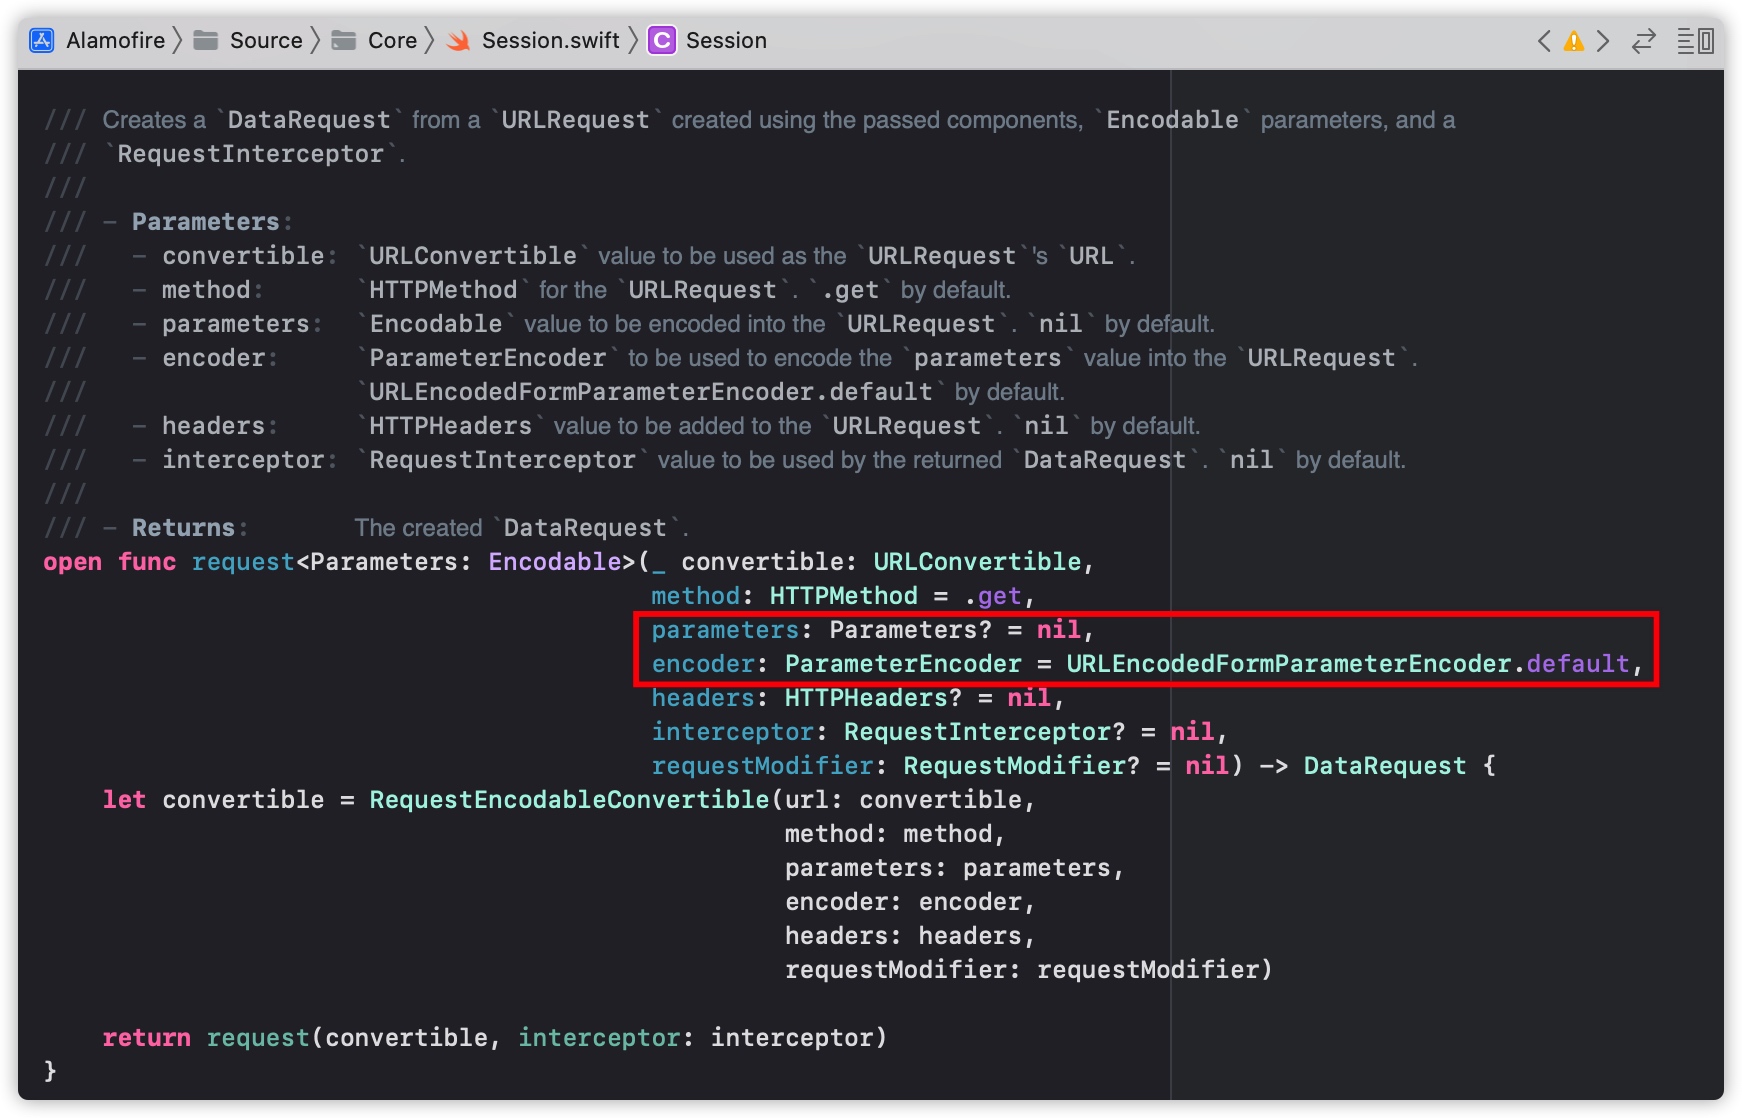 Alamofire 〉 Source 〉 Core 〉 Session.swift 〉 C Session
/// Creates a `DataRequest` from a `URLRequest` created using the passed components, `Encodable` parameters, and a
/// `RequestInterceptor`.
///
/// - Parameters:
///   - convertible: `URLConvertible` value to be used as the `URLRequest`'s `URL`.
///   - method:      `HTTPMethod` for the `URLRequest`. `.get` by default.
///   - parameters:  `Encodable` value to be encoded into the `URLRequest`. `nil` by default.
///   - encoder:     `ParameterEncoder` to be used to encode the `parameters` value into the `URLRequest`.
///                  `URLEncodedFormParameterEncoder.default` by default.
///   - headers:     `HTTPHeaders` value to be added to the `URLRequest`. `nil` by default.
///   - interceptor: `RequestInterceptor` value to be used by the returned `DataRequest`. `nil` by default.
///
/// - Returns:       The created `DataRequest`.
open func request<Parameters: Encodable>(_ convertible: URLConvertible,
                                         method: HTTPMethod = .get,
                                         parameters: Parameters? = nil,
                                         encoder: ParameterEncoder = URLEncodedFormParameterEncoder.default,
                                         headers: HTTPHeaders? = nil,
                                         interceptor: RequestInterceptor? = nil,
                                         requestModifier: RequestModifier? = nil) -> DataRequest {
    let convertible = RequestEncodableConvertible(url: convertible,
                                                  method: method,
                                                  parameters: parameters,
                                                  encoder: encoder,
                                                  headers: headers,
                                                  requestModifier: requestModifier)
    return request(convertible, interceptor: interceptor)
}